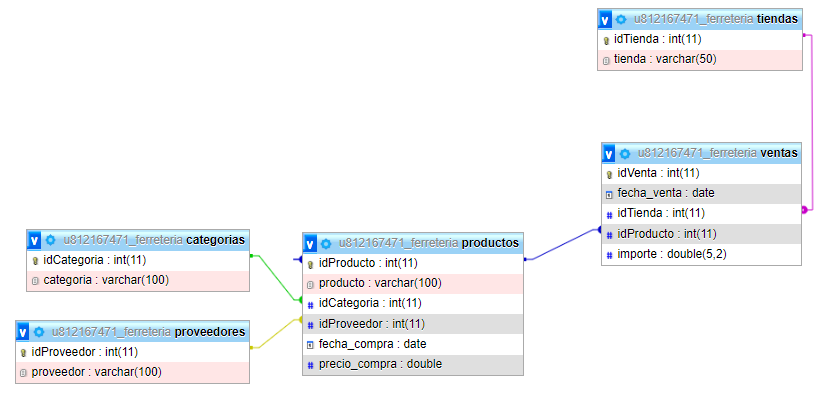 u812167471_ferreteria tiendas
idTienda : int(11)
tienda : varchar(50)
v u812167471_ferreteria ventas
idVenta : int(11)
fecha_venta : date
# idTienda : int(11)
# idProducto : int(11)
# importe : double(5,2)
v u812167471_ferreteria categorias
idCategoria : int(11)
categoria : varchar(100)
v u812167471_ferreteria productos
idProducto : int(11)
producto : varchar(100)
# idCategoria : int(11)
# idProveedor : int(11)
fecha_compra : date
# precio_compra : double
v u812167471_ferreteria proveedores
idProveedor : int(11)
proveedor : varchar(100)